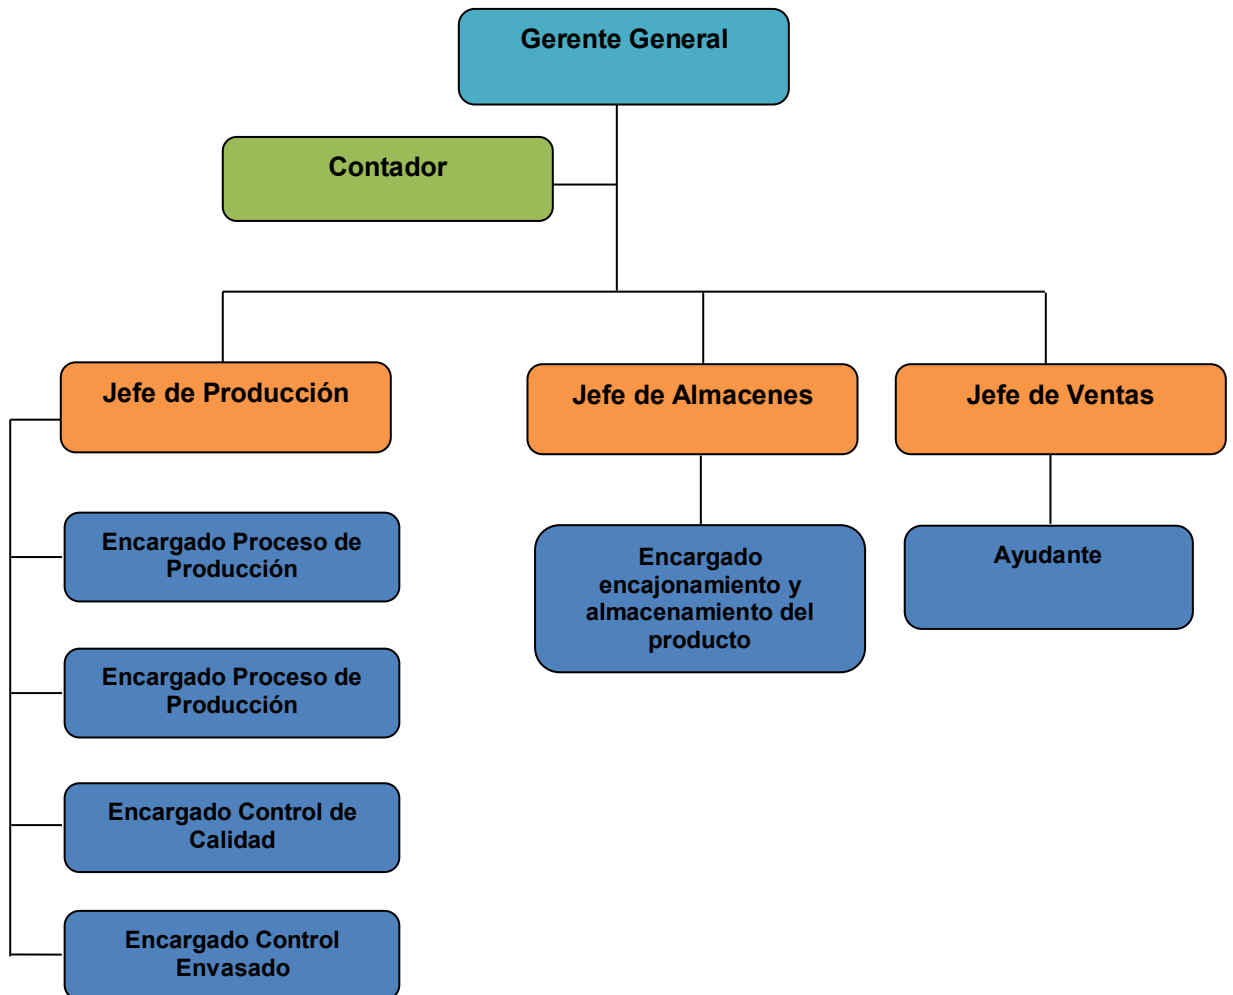 Gerente General
Contador
Jefe de Producción
Jefe de Almacenes
Jefe de Ventas
Encargado Proceso de
Producción
Encargado
encajonamiento y
almacenamiento del
producto
Ayudante
Encargado Proceso de
Producción
Encargado Control de
Calidad
Encargado Control
Envasado